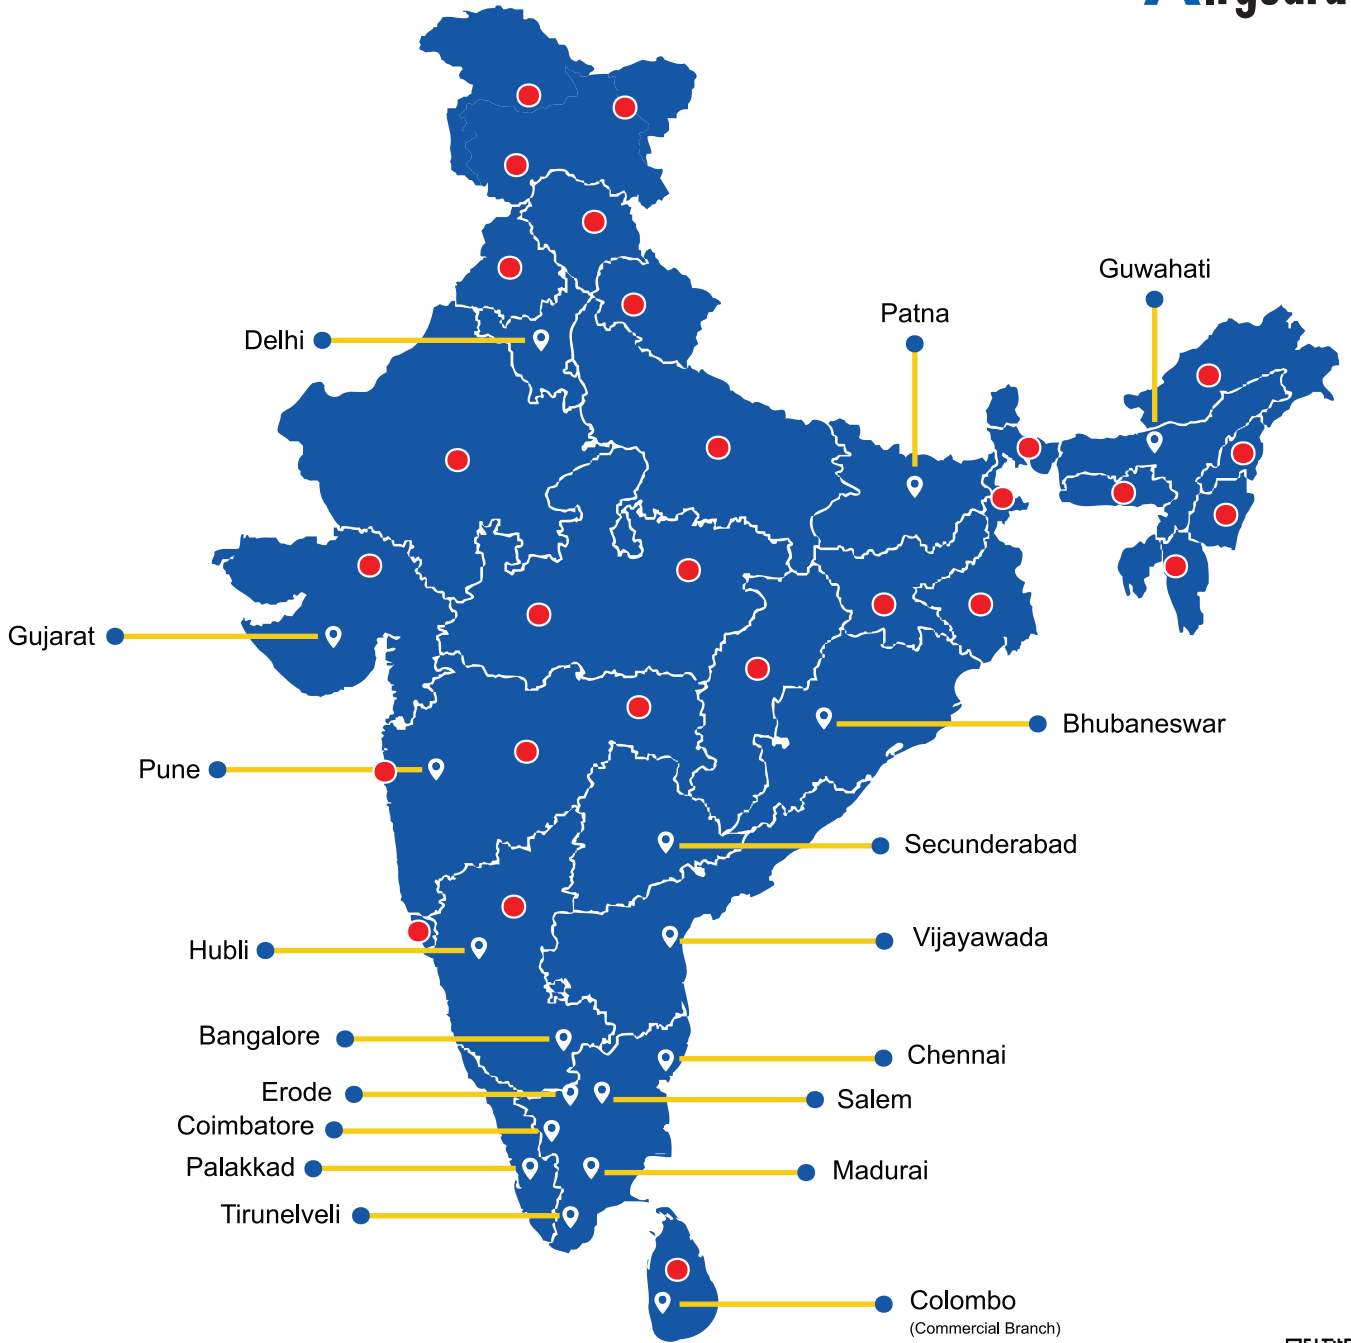 Guwahati
Patna
Delhi
Gujarat
Bhubaneswar
Pune
Secunderabad
Vijayawada
Hubli
Bangalore
Chennai
Erode
Salem
Coimbatore
Palakkad
Madurai
Tirunelveli
Colombo
(Commercial Branch)